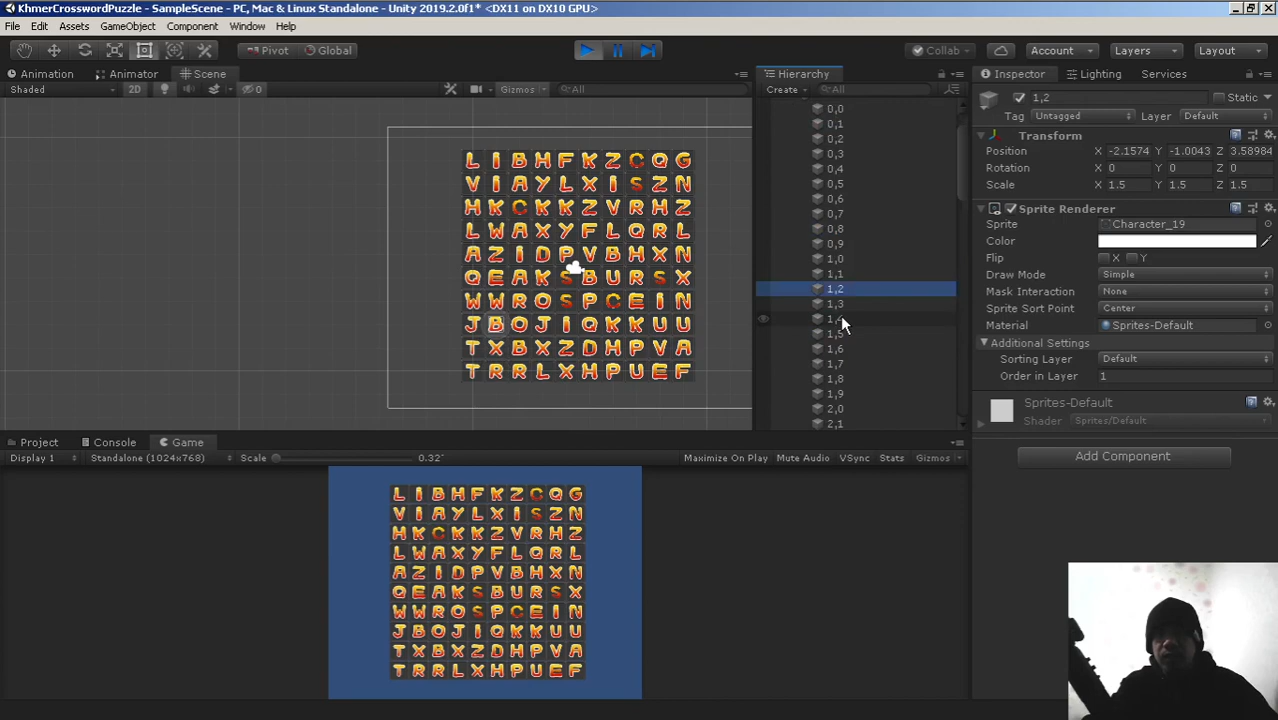 KhmerCrosswordPuzzle - SampleScene - PC, Mac & Linux Standalone - Unity 2019.2.0f1* <DX11 on DX10 GPU>
File Edit Assets GameObject Component Window Help
Pivot Global Collab Account Layers Layout
Animation Animator Scene
Shaded 2D 0 Gizmos All
L I B H F K Z C Q G
V I A Y L X I S Z N
H K C K K Z V R H Z
L W A X Y F L Q R L
A Z I D P V B H X N
Q E A K S B U R S X
W W R O S P C E I N
J B O J I Q K K U U
T X B X Z D H P V A
T R R L X H P U E F
Hierarchy
Create All
0,0
0,1
0,2
0,3
0,4
0,5
0,6
0,7
0,8
0,9
1,0
1,1
1,2
1,3
1,5
1,6
1,7
1,8
1,9
2,0
2,1
Inspector Lighting Services
1,2 Static
Tag Untagged Layer Default
Transform
Position X -2.1574 Y -1.0043 Z 3.58984
Rotation X 0 Y 0 Z 0
Scale X 1.5 Y 1.5 Z 1.5
Sprite Renderer
Sprite Character_19
Color
Flip X Y
Draw Mode Simple
Mask Interaction None
Sprite Sort Point Center
Material Sprites-Default
Additional Settings
Sorting Layer Default
Order in Layer 1
Sprites-Default
Shader Sprites/Default
Add Component
Project Console Game
Display 1 Standalone (1024x768) Scale 0.32 Maximize On Play Mute Audio VSync Stats Gizmos
L I B H F K Z C Q G
V I A Y L X I S Z N
H K C K K Z V R H Z
L W A X Y F L Q R L
A Z I D P V B H X N
Q E A K S B U R S X
W W R O S P C E I N
J B O J I Q K K U U
T X B X Z D H P V A
T R R L X H P U E F